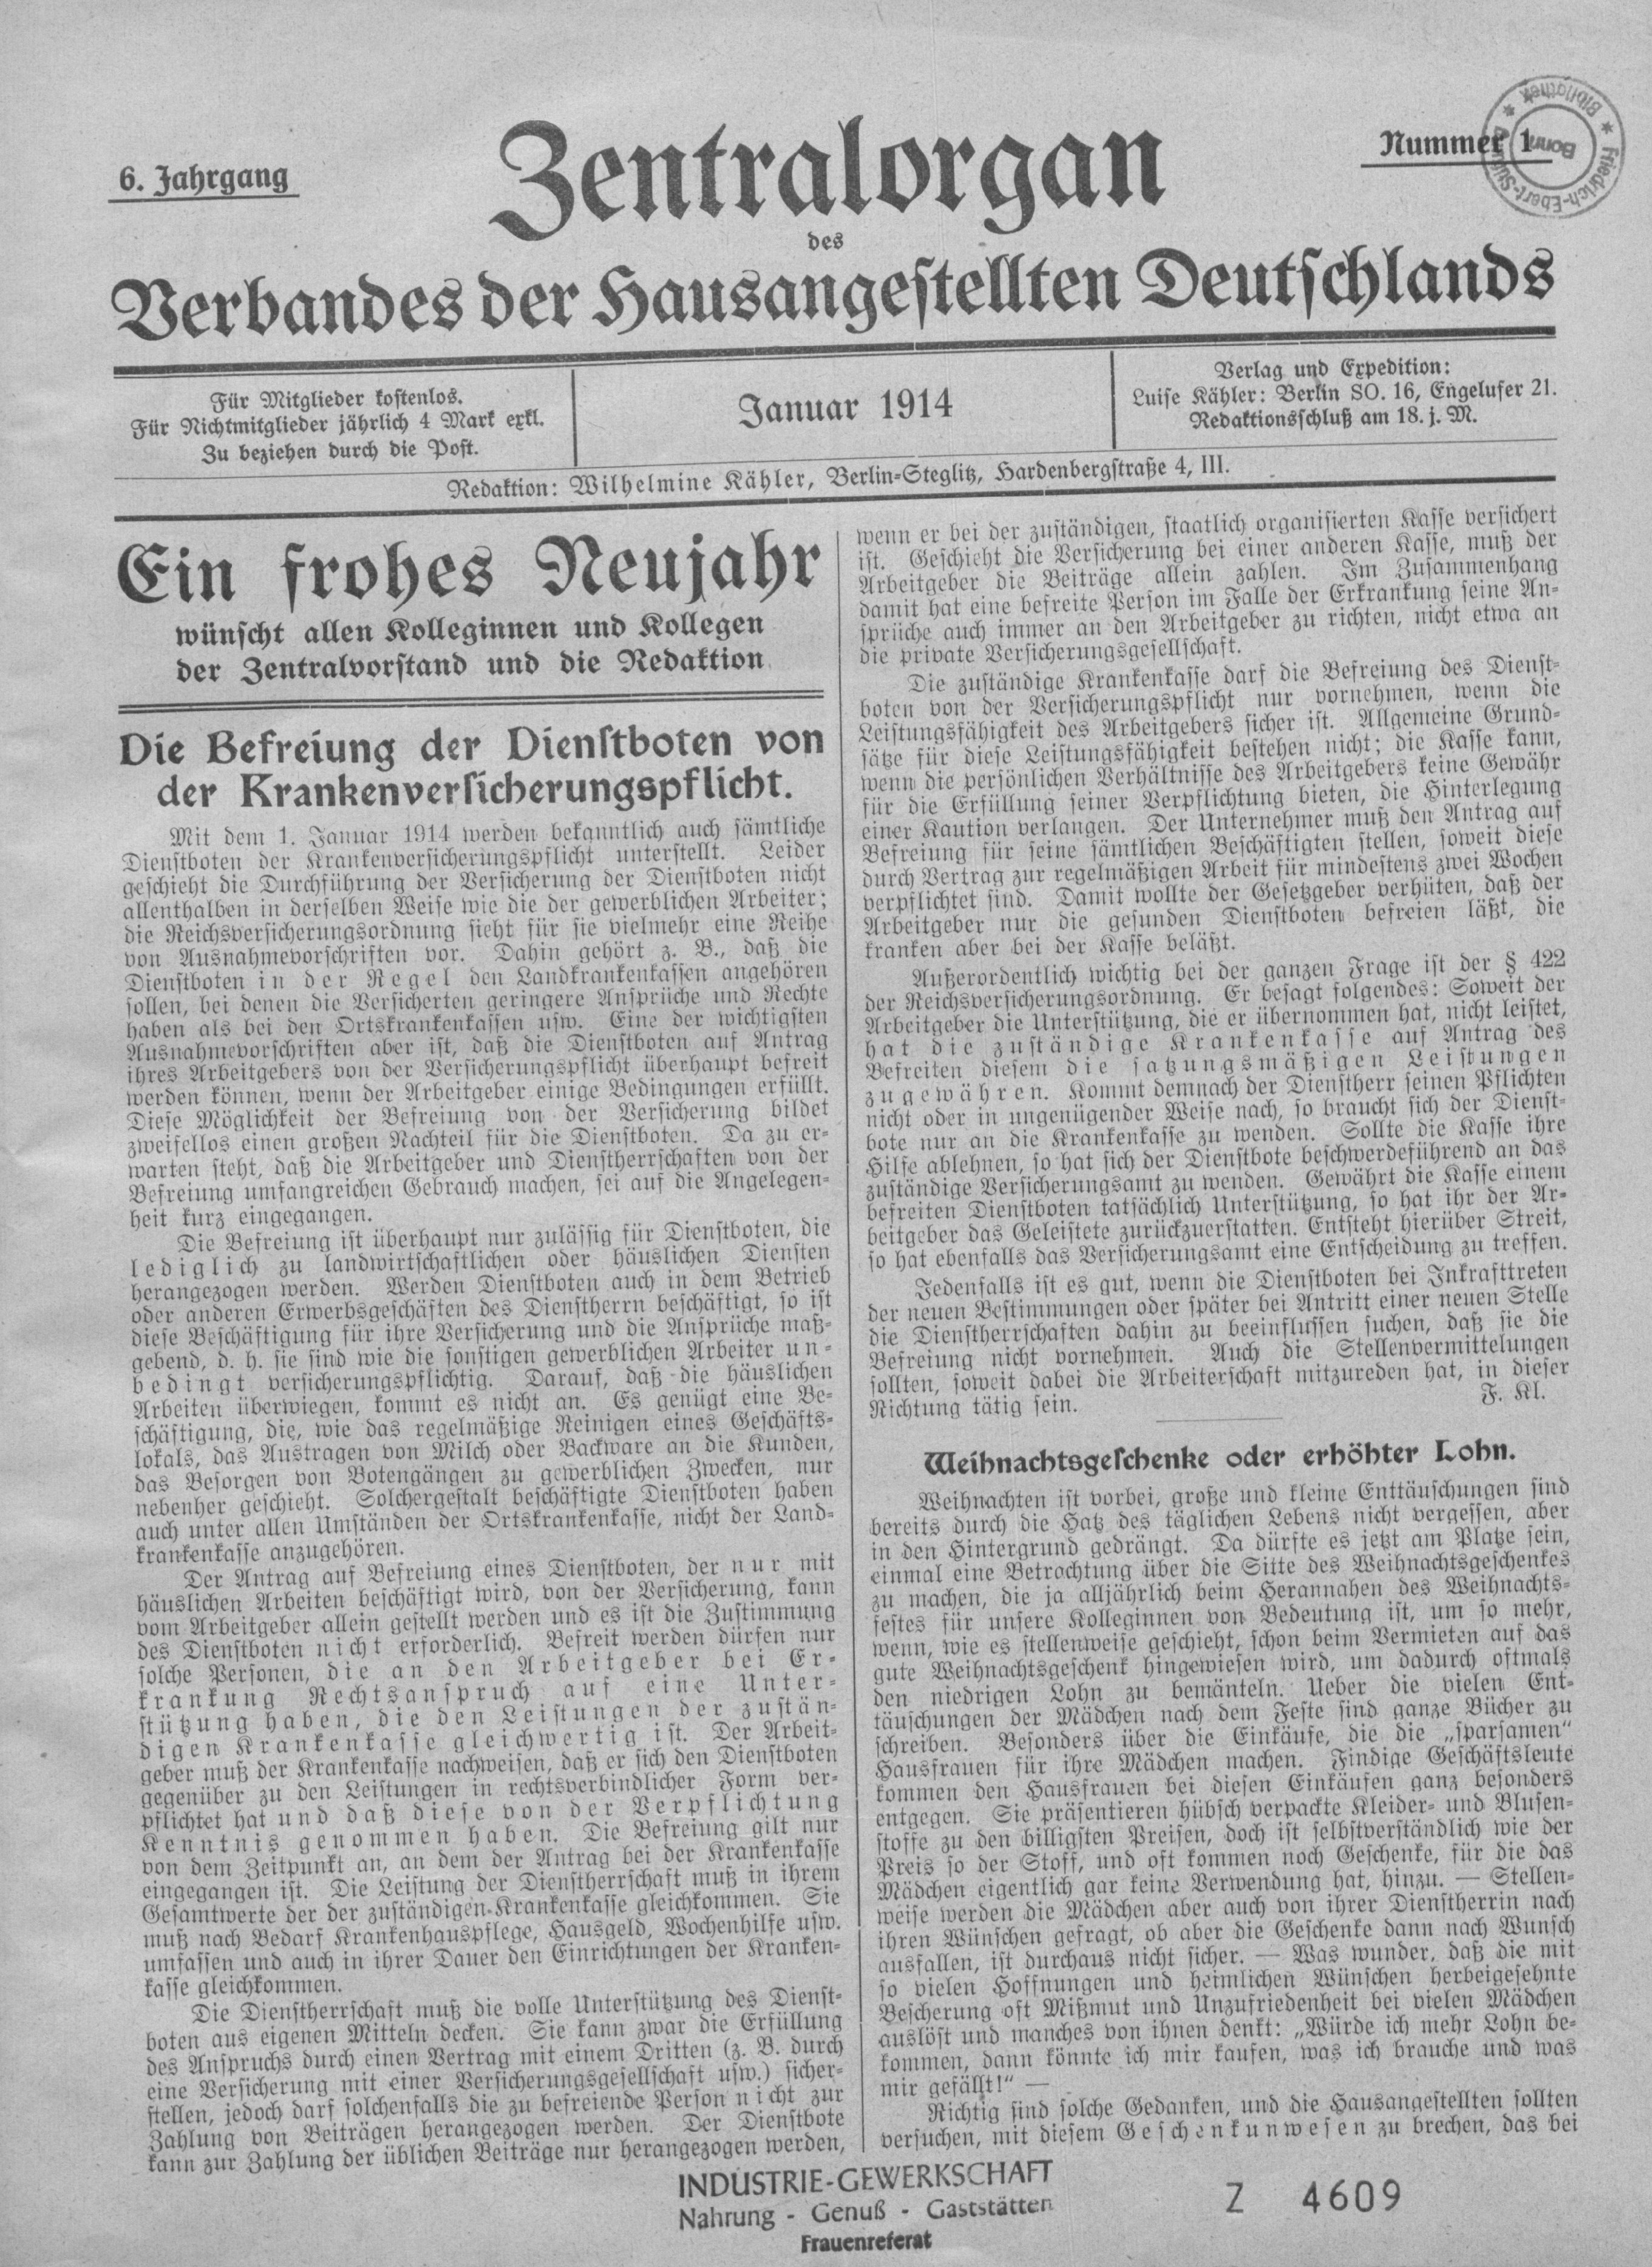 6. Jahrgang
Nummer 1
Friedrich-Ebert-Stiftung * Bibliothek *
Bonn
Zentralorgan
des
Verbandes der Hausangestellten Deutschlands
Für Mitglieder kostenlos.
Für Nichtmitglieder jährlich 4 Mark exkl.
Zu beziehen durch die Post.
Januar 1914
Verlag und Expedition:
Luise Kähler: Berlin SO. 16, Engelufer 21.
Redaktionsschluß am 18. j. M.
Redaktion: Wilhelmine Kähler, Berlin-Steglitz, Hardenbergstraße 4, III.
Ein frohes Neujahr
wünscht allen Kolleginnen und Kollegen
der Zentralvorstand und die Redaktion
Die Befreiung der Dienstboten von
der Krankenversicherungspflicht.
Mit dem 1. Januar 1914 werden bekanntlich auch sämtliche
Dienstboten der Krankenversicherungspflicht unterstellt. Leider
geschieht die Durchführung der Versicherung der Dienstboten nicht
allenthalben in derselben Weise wie die der gewerblichen Arbeiter;
die Reichsversicherungsordnung sieht für sie vielmehr eine Reihe
von Ausnahmevorschriften vor. Dahin gehört z. B., daß die
Dienstboten in der Regel den Landkrankenkassen angehören
sollen, bei denen die Versicherten geringere Ansprüche und Rechte
haben als bei den Ortskrankenkassen usw. Eine der wichtigsten
Ausnahmevorschriften aber ist, daß die Dienstboten auf Antrag
ihres Arbeitgebers von der Versicherungspflicht überhaupt befreit
werden können, wenn der Arbeitgeber einige Bedingungen erfüllt.
Diese Möglichkeit der Befreiung von der Versicherung bildet
zweifellos einen großen Nachteil für die Dienstboten. Da zu er-
warten steht, daß die Arbeitgeber und Dienstherrschaften von der
Befreiung umfangreichen Gebrauch machen, sei auf die Angelegen-
heit kurz eingegangen.
Die Befreiung ist überhaupt nur zulässig für Dienstboten, die
lediglich zu landwirtschaftlichen oder häuslichen Diensten
herangezogen werden. Werden Dienstboten auch in dem Betrieb
oder anderen Erwerbsgeschäften des Dienstherrn beschäftigt, so ist
diese Beschäftigung für ihre Versicherung und die Ansprüche maß-
gebend, d. h. sie sind wie die sonstigen gewerblichen Arbeiter un-
bedingt versicherungspflichtig. Darauf, daß die häuslichen
Arbeiten überwiegen, kommt es nicht an. Es genügt eine Be-
schäftigung, die, wie das regelmäßige Reinigen eines Geschäfts-
lokals, das Austragen von Milch oder Backware an die Kunden,
das Besorgen von Botengängen zu gewerblichen Zwecken, nur
nebenher geschieht. Solchergestalt beschäftigte Dienstboten haben
auch unter allen Umständen der Ortskrankenkasse, nicht der Land-
krankenkasse anzugehören.
Der Antrag auf Befreiung eines Dienstboten, der nur mit
häuslichen Arbeiten beschäftigt wird, von der Versicherung, kann
vom Arbeitgeber allein gestellt werden und es ist die Zustimmung
des Dienstboten nicht erforderlich. Befreit werden dürfen nur
solche Personen, die an den Arbeitgeber bei Er-
krankung Rechtsanspruch auf eine Unter-
stützung haben, die den Leistungen der zustän-
digen Krankenkasse gleichwertig ist. Der Arbeit-
geber muß der Krankenkasse nachweisen, daß er sich den Dienstboten
gegenüber zu den Leistungen in rechtsverbindlicher Form ver-
pflichtet hat und daß diese von der Verpflichtung
Kenntnis genommen haben. Die Befreiung gilt nur
von dem Zeitpunkt an, an dem der Antrag bei der Krankenkasse
eingegangen ist. Die Leistung der Dienstherrschaft muß in ihrem
Gesamtwerte der der zuständigen Krankenkasse gleichkommen. Sie
muß nach Bedarf Krankenhauspflege, Hausgeld, Wochenhilfe usw.
umfassen und auch in ihrer Dauer den Einrichtungen der Kranken-
kasse gleichkommen.
Die Dienstherrschaft muß die volle Unterstützung des Dienst-
boten aus eigenen Mitteln decken. Sie kann zwar die Erfüllung
des Anspruchs durch einen Vertrag mit einem Dritten (z. B. durch
eine Versicherung mit einer Versicherungsgesellschaft usw.) sicher-
stellen, jedoch darf solchenfalls die zu befreiende Person nicht zur
Zahlung von Beiträgen herangezogen werden. Der Dienstbote
kann zur Zahlung der üblichen Beiträge nur herangezogen werden,
wenn er bei der zuständigen, staatlich organisierten Kasse versichert
ist. Geschieht die Versicherung bei einer anderen Kasse, muß der
Arbeitgeber die Beiträge allein zahlen. Im Zusammenhang
damit hat eine befreite Person im Falle der Erkrankung seine An-
sprüche auch immer an den Arbeitgeber zu richten, nicht etwa an
die private Versicherungsgesellschaft.
Die zuständige Krankenkasse darf die Befreiung des Dienst-
boten von der Versicherungspflicht nur vornehmen, wenn die
Leistungsfähigkeit des Arbeitgebers sicher ist. Allgemeine Grund-
sätze für diese Leistungsfähigkeit bestehen nicht; die Kasse kann,
wenn die persönlichen Verhältnisse des Arbeitgebers keine Gewähr
für die Erfüllung seiner Verpflichtung bieten, die Hinterlegung
einer Kaution verlangen. Der Unternehmer muß den Antrag auf
Befreiung für seine sämtlichen Beschäftigten stellen, soweit diese
durch Vertrag zur regelmäßigen Arbeit für mindestens zwei Wochen
verpflichtet sind. Damit wollte der Gesetzgeber verhüten, daß der
Arbeitgeber nur die gesunden Dienstboten befreien läßt, die
kranken aber bei der Kasse beläßt.
Außerordentlich wichtig bei der ganzen Frage ist der § 422
der Reichsversicherungsordnung. Er besagt folgendes: Soweit der
Arbeitgeber die Unterstützung, die er übernommen hat, nicht leistet,
hat die zuständige Krankenkasse auf Antrag des
Befreiten diesem die satzungsmäßigen Leistungen
zu gewähren. Kommt demnach der Dienstherr seinen Pflichten
nicht oder in ungenügender Weise nach, so braucht sich der Dienst-
bote nur an die Krankenkasse zu wenden. Sollte die Kasse ihre
Hilfe ablehnen, so hat sich der Dienstbote beschwerdeführend an das
zuständige Versicherungsamt zu wenden. Gewährt die Kasse einem
befreiten Dienstboten tatsächlich Unterstützung, so hat ihr der Ar-
beitgeber das Geleistete zurückzuerstatten. Entsteht hierüber Streit,
so hat ebenfalls das Versicherungsamt eine Entscheidung zu treffen.
Jedenfalls ist es gut, wenn die Dienstboten bei Inkrafttreten
der neuen Bestimmungen oder später bei Antritt einer neuen Stelle
die Dienstherrschaften dahin zu beeinflussen suchen, daß sie die
Befreiung nicht vornehmen. Auch die Stellenvermittelungen
sollten, soweit dabei die Arbeiterschaft mitzureden hat, in dieser
Richtung tätig sein. F. Kl.
Weihnachtsgeschenke oder erhöhter Lohn.
Weihnachten ist vorbei, große und kleine Enttäuschungen sind
bereits durch die Hatz des täglichen Lebens nicht vergessen, aber
in den Hintergrund gedrängt. Da dürfte es jetzt am Platze sein,
einmal eine Betrachtung über die Sitte des Weihnachtsgeschenkes
zu machen, die ja alljährlich beim Herannahen des Weihnachts-
festes für unsere Kolleginnen von Bedeutung ist, um so mehr,
wenn, wie es stellenweise geschieht, schon beim Vermieten auf das
gute Weihnachtsgeschenk hingewiesen wird, um dadurch oftmals
den niedrigen Lohn zu bemänteln. Ueber die vielen Ent-
täuschungen der Mädchen nach dem Feste sind ganze Bücher zu
schreiben. Besonders über die Einkäufe, die die „sparsamen“
Hausfrauen für ihre Mädchen machen. Findige Geschäftsleute
kommen den Hausfrauen bei diesen Einkäufen ganz besonders
entgegen. Sie präsentieren hübsch verpackte Kleider- und Blusen-
stoffe zu den billigsten Preisen, doch ist selbstverständlich wie der
Preis so der Stoff, und oft kommen noch Geschenke, für die das
Mädchen eigentlich gar keine Verwendung hat, hinzu. — Stellen-
weise werden die Mädchen aber auch von ihrer Dienstherrin nach
ihren Wünschen gefragt, ob aber die Geschenke dann nach Wunsch
ausfallen, ist durchaus nicht sicher. — Was wunder, daß die mit
so vielen Hoffnungen und heimlichen Wünschen herbeigesehnte
Bescherung oft Mißmut und Unzufriedenheit bei vielen Mädchen
auslöst und manches von ihnen denkt: „Würde ich mehr Lohn be-
kommen, dann könnte ich mir kaufen, was ich brauche und was
mir gefällt!“ —
Richtig sind solche Gedanken, und die Hausangestellten sollten
versuchen, mit diesem Geschenkunwesen zu brechen, das bei
INDUSTRIE-GEWERKSCHAFT
Nahrung - Genuß - Gaststätten
Frauenreferat
Z 4609